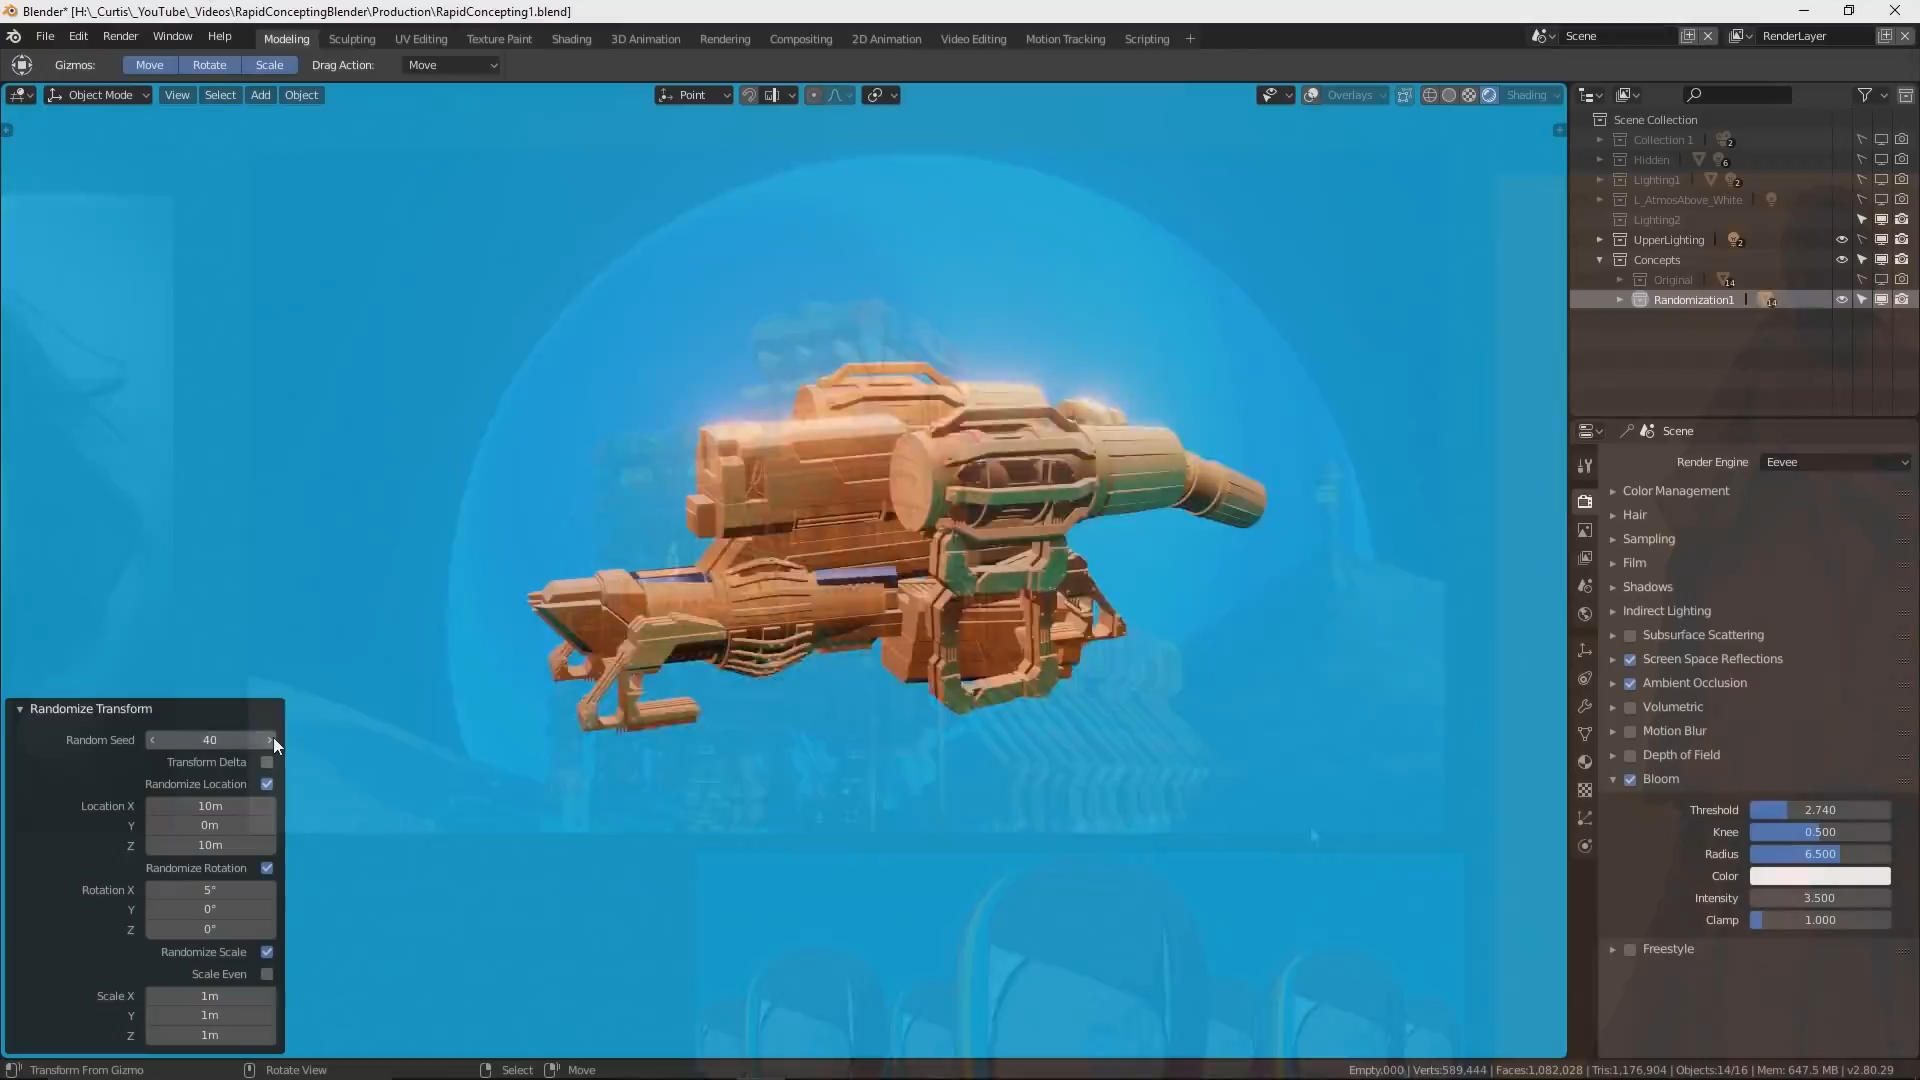 Blender* [H:\_Curtis\_YouTube\_Videos\RapidConceptingBlender\Production\RapidConcepting1.blend]
File Edit Render Window Help Modeling Sculpting UV Editing Texture Paint Shading 3D Animation Rendering Compositing 2D Animation Video Editing Motion Tracking Scripting + Scene RenderLayer
Gizmos: Move Rotate Scale Drag Action: Move
Object Mode View Select Add Object Point Overlays Shading
Scene Collection
Collection 1 2
Hidden 6
Lighting1 2
L_AtmosAbove_White
Lighting2
UpperLighting 2
Concepts
Original 14
Randomization1 14
Scene
Render Engine Eevee
Color Management
Hair
Sampling
Film
Shadows
Indirect Lighting
Subsurface Scattering
Screen Space Reflections
Ambient Occlusion
Volumetric
Motion Blur
Depth of Field
Bloom
Threshold 2.740
Knee 0.500
Radius 6.500
Color
Intensity 3.500
Clamp 1.000
Freestyle
Randomize Transform
Random Seed 40
Transform Delta
Randomize Location
Location X 10m
Y 0m
Z 10m
Randomize Rotation
Rotation X 5°
Y 0°
Z 0°
Randomize Scale
Scale Even
Scale X 1m
Y 1m
Z 1m
Transform From Gizmo Rotate View Select Move Empty.000 | Verts:589,444 | Faces:1,082,028 | Tris:1,176,904 | Objects:14/16 | Mem: 647.5 MB | v2.80.29